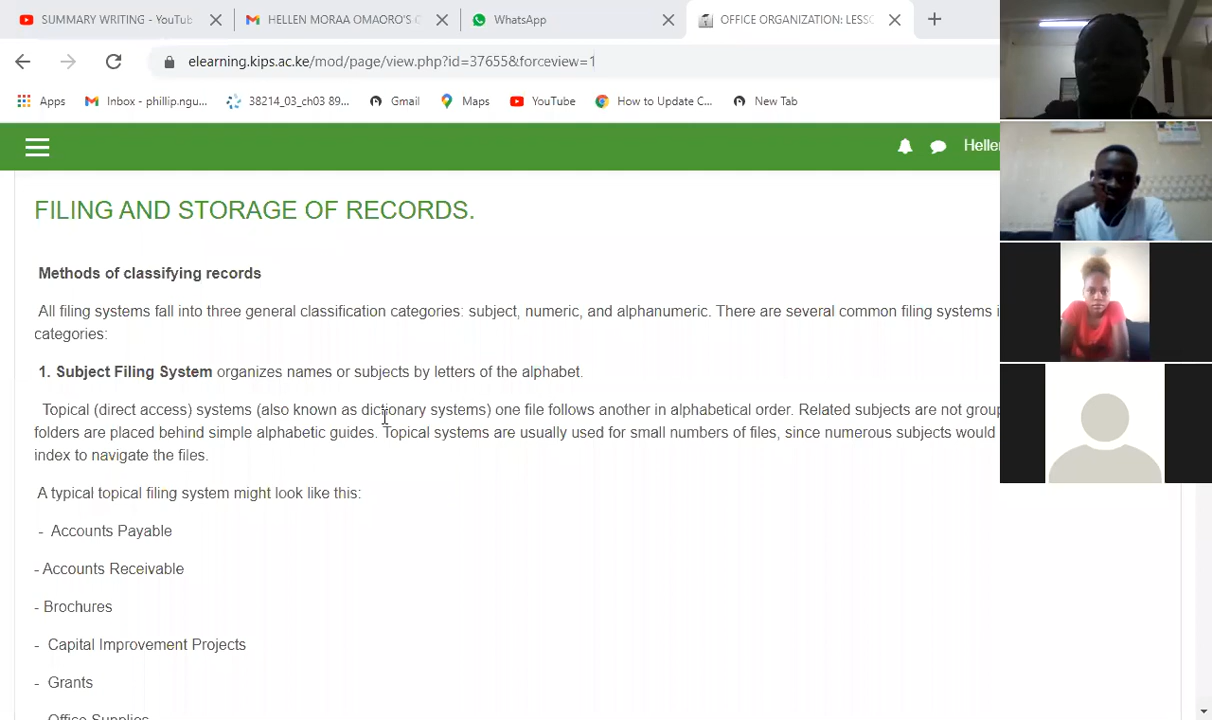 SUMMARY WRITING - YouTub
HELLEN MORAA OMAORO'S
WhatsApp
OFFICE ORGANIZATION: LESS
elearning.kips.ac.ke/mod/page/view.php?id=37655&forceview=1
Apps
Inbox - phillip.ngu...
38214_03_ch03 89...
Gmail
Maps
YouTube
How to Update C...
New Tab
Helle
FILING AND STORAGE OF RECORDS.
Methods of classifying records
All filing systems fall into three general classification categories: subject, numeric, and alphanumeric. There are several common filing systems i
categories:
1. Subject Filing System organizes names or subjects by letters of the alphabet.
Topical (direct access) systems (also known as dictionary systems) one file follows another in alphabetical order. Related subjects are not group
folders are placed behind simple alphabetic guides. Topical systems are usually used for small numbers of files, since numerous subjects would
index to navigate the files.
A typical topical filing system might look like this:
- Accounts Payable
- Accounts Receivable
- Brochures
- Capital Improvement Projects
- Grants
Office Supplies